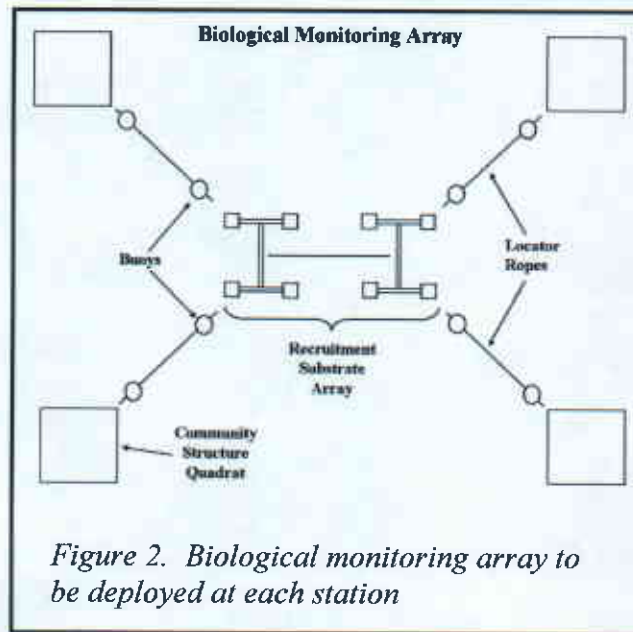 Biological Monitoring Array
Buoys
Locator
Ropes
Recruitment
Substrate
Array
Community
Structure
Quadrat
Figure 2. Biological monitoring array to
be deployed at each station